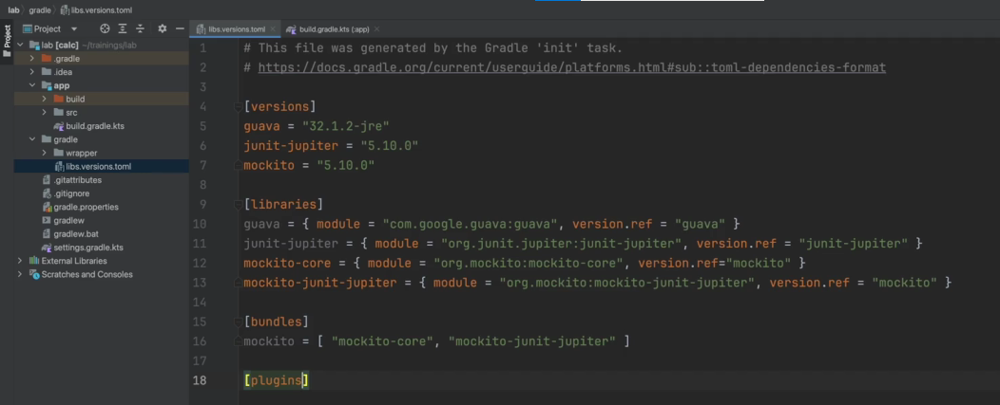 lab gradle libs.versions.toml
Project
Project
lab [calc] ~/trainings/lab
.gradle
.idea
app
build
src
build.gradle.kts
gradle
wrapper
libs.versions.toml
.gitattributes
.gitignore
gradle.properties
gradlew
gradlew.bat
settings.gradle.kts
External Libraries
Scratches and Consoles
libs.versions.toml build.gradle.kts (:app)
1 # This file was generated by the Gradle 'init' task.
2 # https://docs.gradle.org/current/userguide/platforms.html#sub::toml-dependencies-format
3
4 [versions]
5 guava = "32.1.2-jre"
6 junit-jupiter = "5.10.0"
7 mockito = "5.10.0"
8
9 [libraries]
10 guava = { module = "com.google.guava:guava", version.ref = "guava" }
11 junit-jupiter = { module = "org.junit.jupiter:junit-jupiter", version.ref = "junit-jupiter" }
12 mockito-core = { module = "org.mockito:mockito-core", version.ref="mockito" }
13 mockito-junit-jupiter = { module = "org.mockito:mockito-junit-jupiter", version.ref = "mockito" }
14
15 [bundles]
16 mockito = [ "mockito-core", "mockito-junit-jupiter" ]
17
18 [plugins]